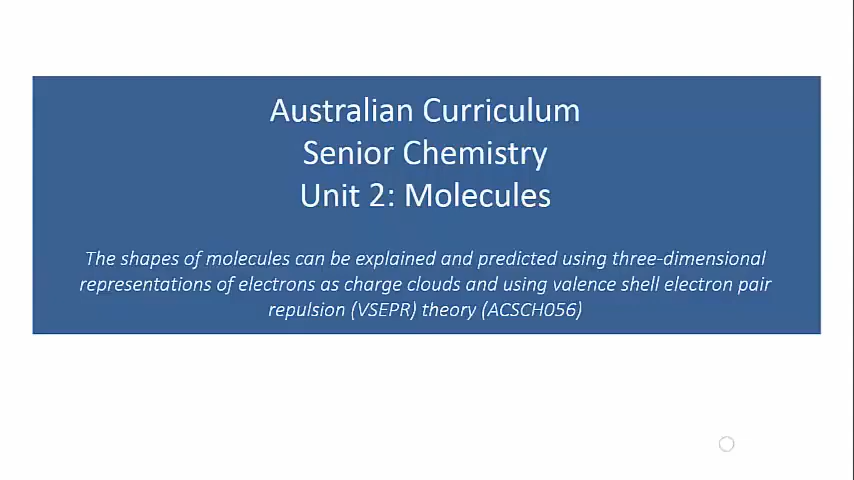 Australian Curriculum
Senior Chemistry
Unit 2: Molecules
The shapes of molecules can be explained and predicted using three-dimensional
representations of electrons as charge clouds and using valence shell electron pair
repulsion (VSEPR) theory (ACSCH056)